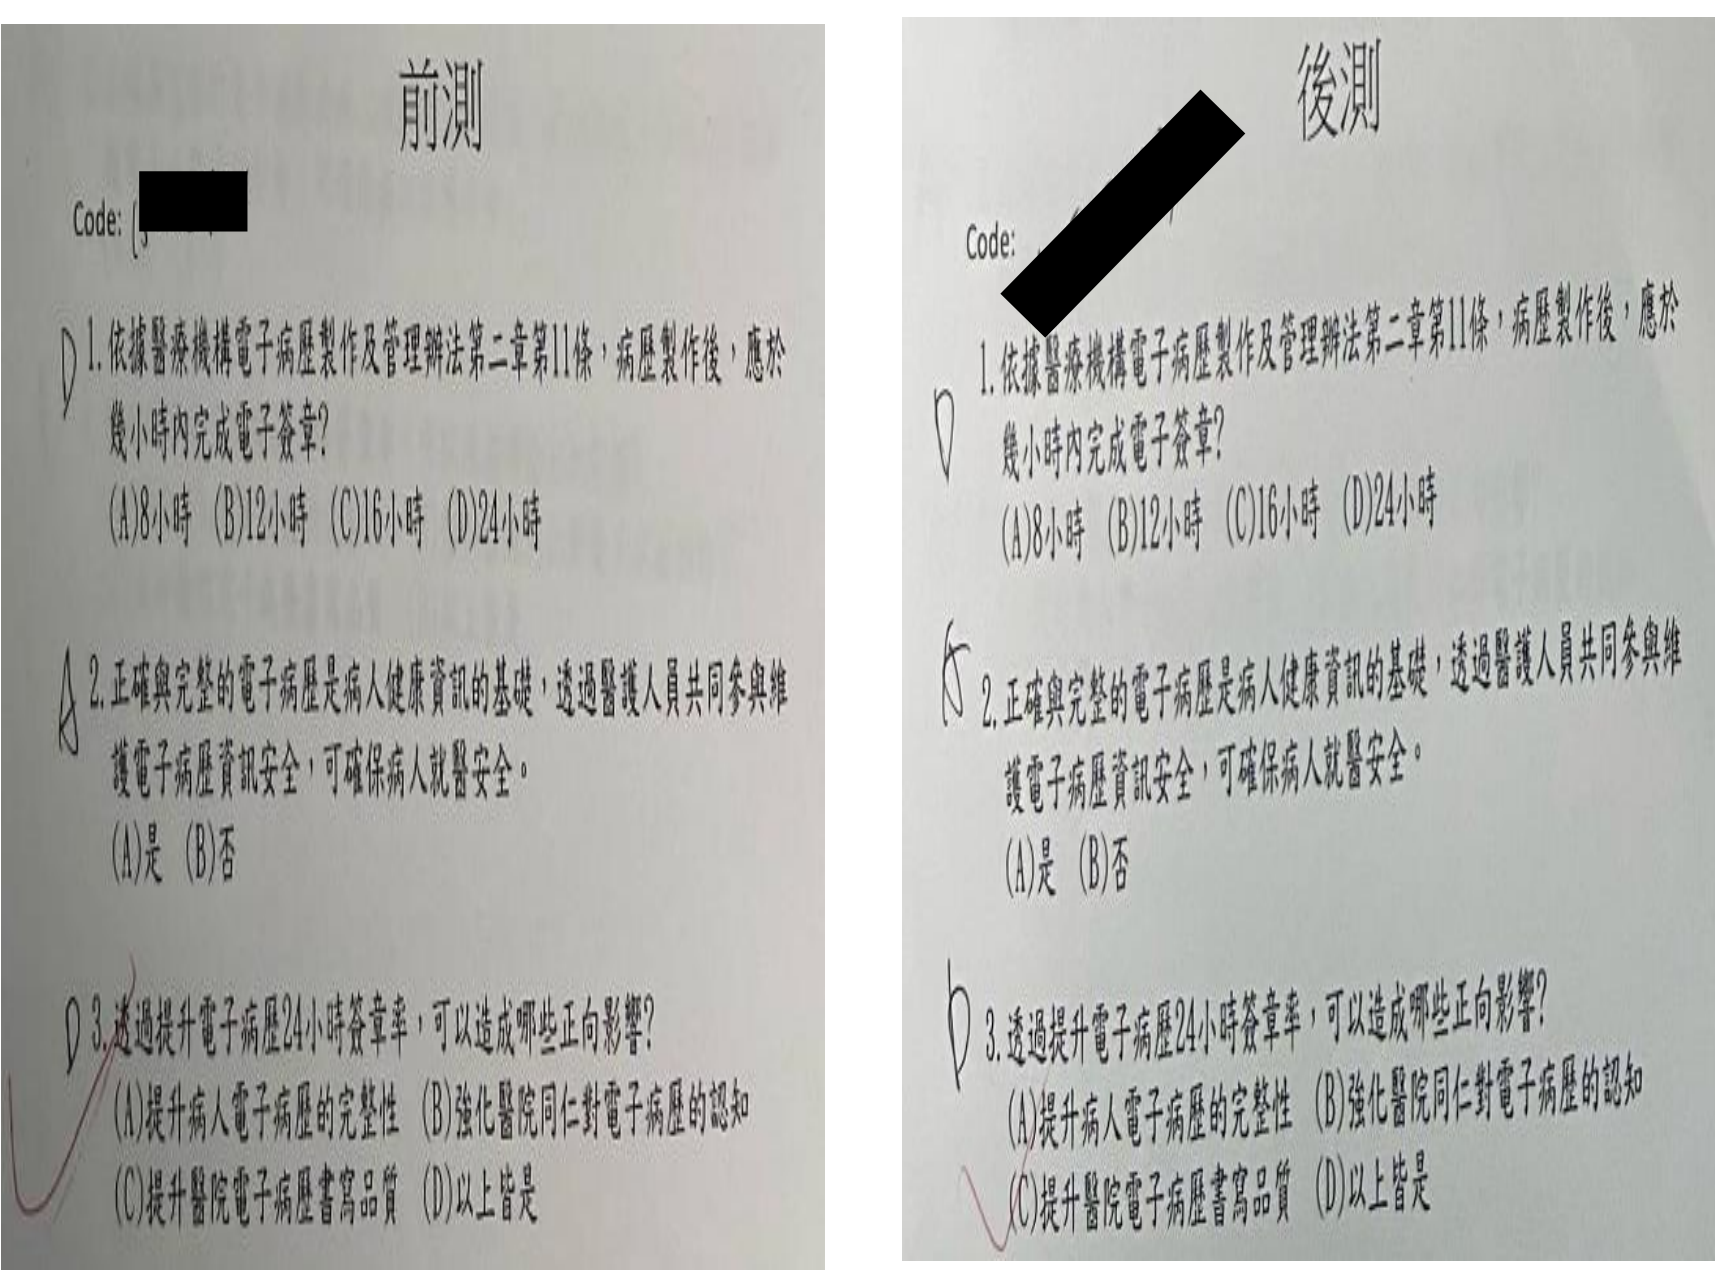 前測
Code:
D 1. 依據醫療機構電子病歷製作及管理辦法第二章第11條，病歷製作後，應於
幾小時內完成電子簽章?
(A)8小時 (B)12小時 (C)16小時 (D)24小時
A 2. 正確與完整的電子病歷是病人健康資訊的基礎，透過醫護人員共同參與維
護電子病歷資訊安全，可確保病人就醫安全。
(A)是 (B)否
D 3. 透過提升電子病歷24小時簽章率，可以造成哪些正向影響?
(A)提升病人電子病歷的完整性 (B)強化醫院同仁對電子病歷的認知
(C)提升醫院電子病歷書寫品質 (D)以上皆是
後測
Code:
D 1. 依據醫療機構電子病歷製作及管理辦法第二章第11條，病歷製作後，應於
幾小時內完成電子簽章?
(A)8小時 (B)12小時 (C)16小時 (D)24小時
A 2. 正確與完整的電子病歷是病人健康資訊的基礎，透過醫護人員共同參與維
護電子病歷資訊安全，可確保病人就醫安全。
(A)是 (B)否
D 3. 透過提升電子病歷24小時簽章率，可以造成哪些正向影響?
(A)提升病人電子病歷的完整性 (B)強化醫院同仁對電子病歷的認知
(C)提升醫院電子病歷書寫品質 (D)以上皆是